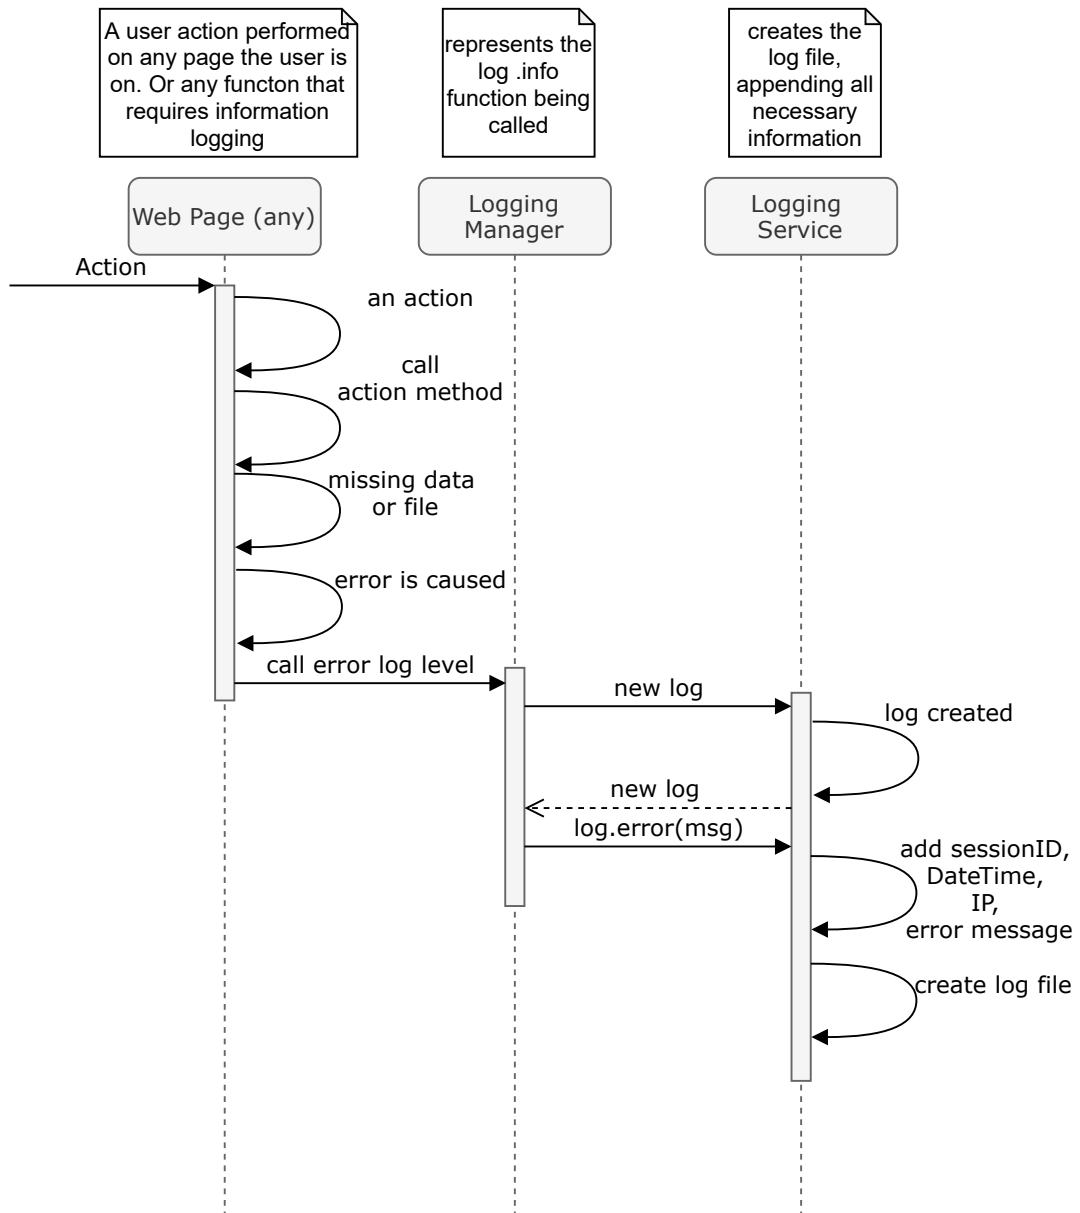 A user action performed
on any page the user is
on. Or any functon that
requires information
logging
represents the
log .info
function being
called
creates the
log file,
appending all
necessary
information
Web Page (any)
Logging
Manager
Logging
Service
Action
an action
call
action method
missing data
or file
error is caused
call error log level
new log
log created
new log
log.error(msg)
add sessionID,
DateTime,
IP,
error message
create log file